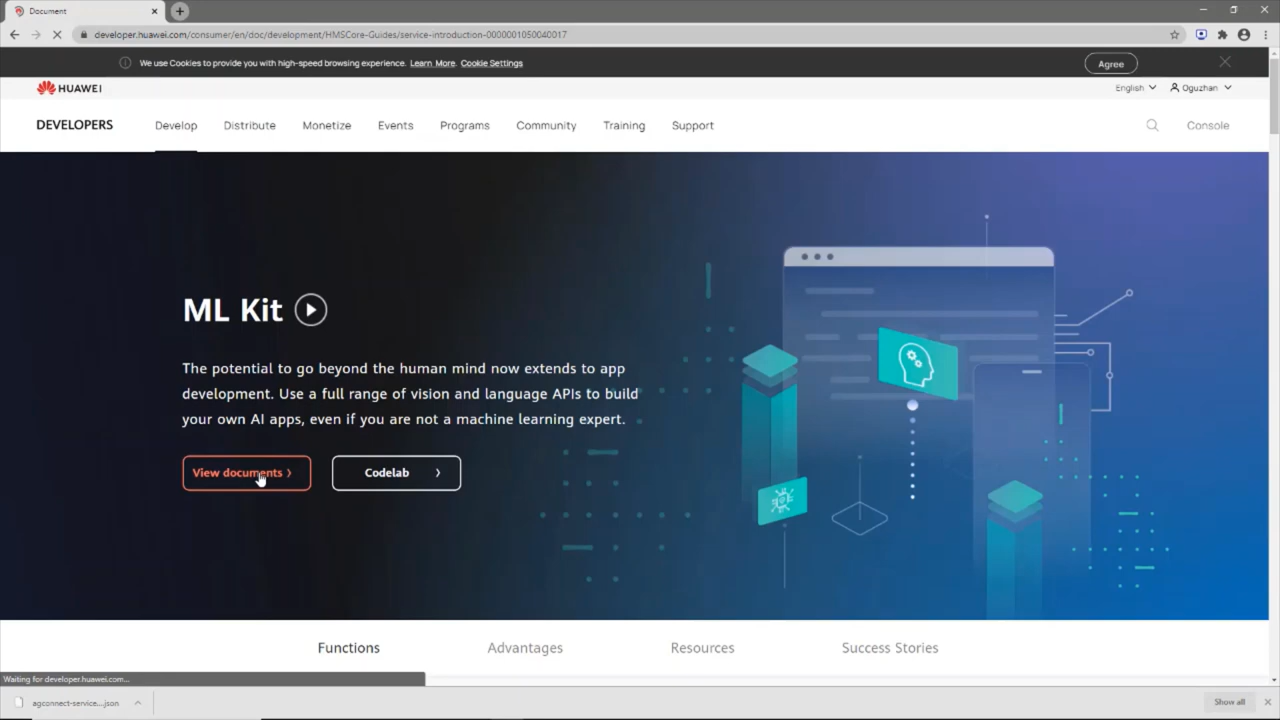 Document
developer.huawei.com/consumer/en/doc/development/HMSCore-Guides/service-introduction-0000001050040017
We use Cookies to provide you with high-speed browsing experience. Learn More. Cookie Settings
Agree
HUAWEI
English
Oguzhan
DEVELOPERS
Develop
Distribute
Monetize
Events
Programs
Community
Training
Support
Console
ML Kit
The potential to go beyond the human mind now extends to app
development. Use a full range of vision and language APIs to build
your own AI apps, even if you are not a machine learning expert.
View documents
Codelab
Functions
Advantages
Resources
Success Stories
Waiting for developer.huawei.com...
agconnect-service....json
Show all